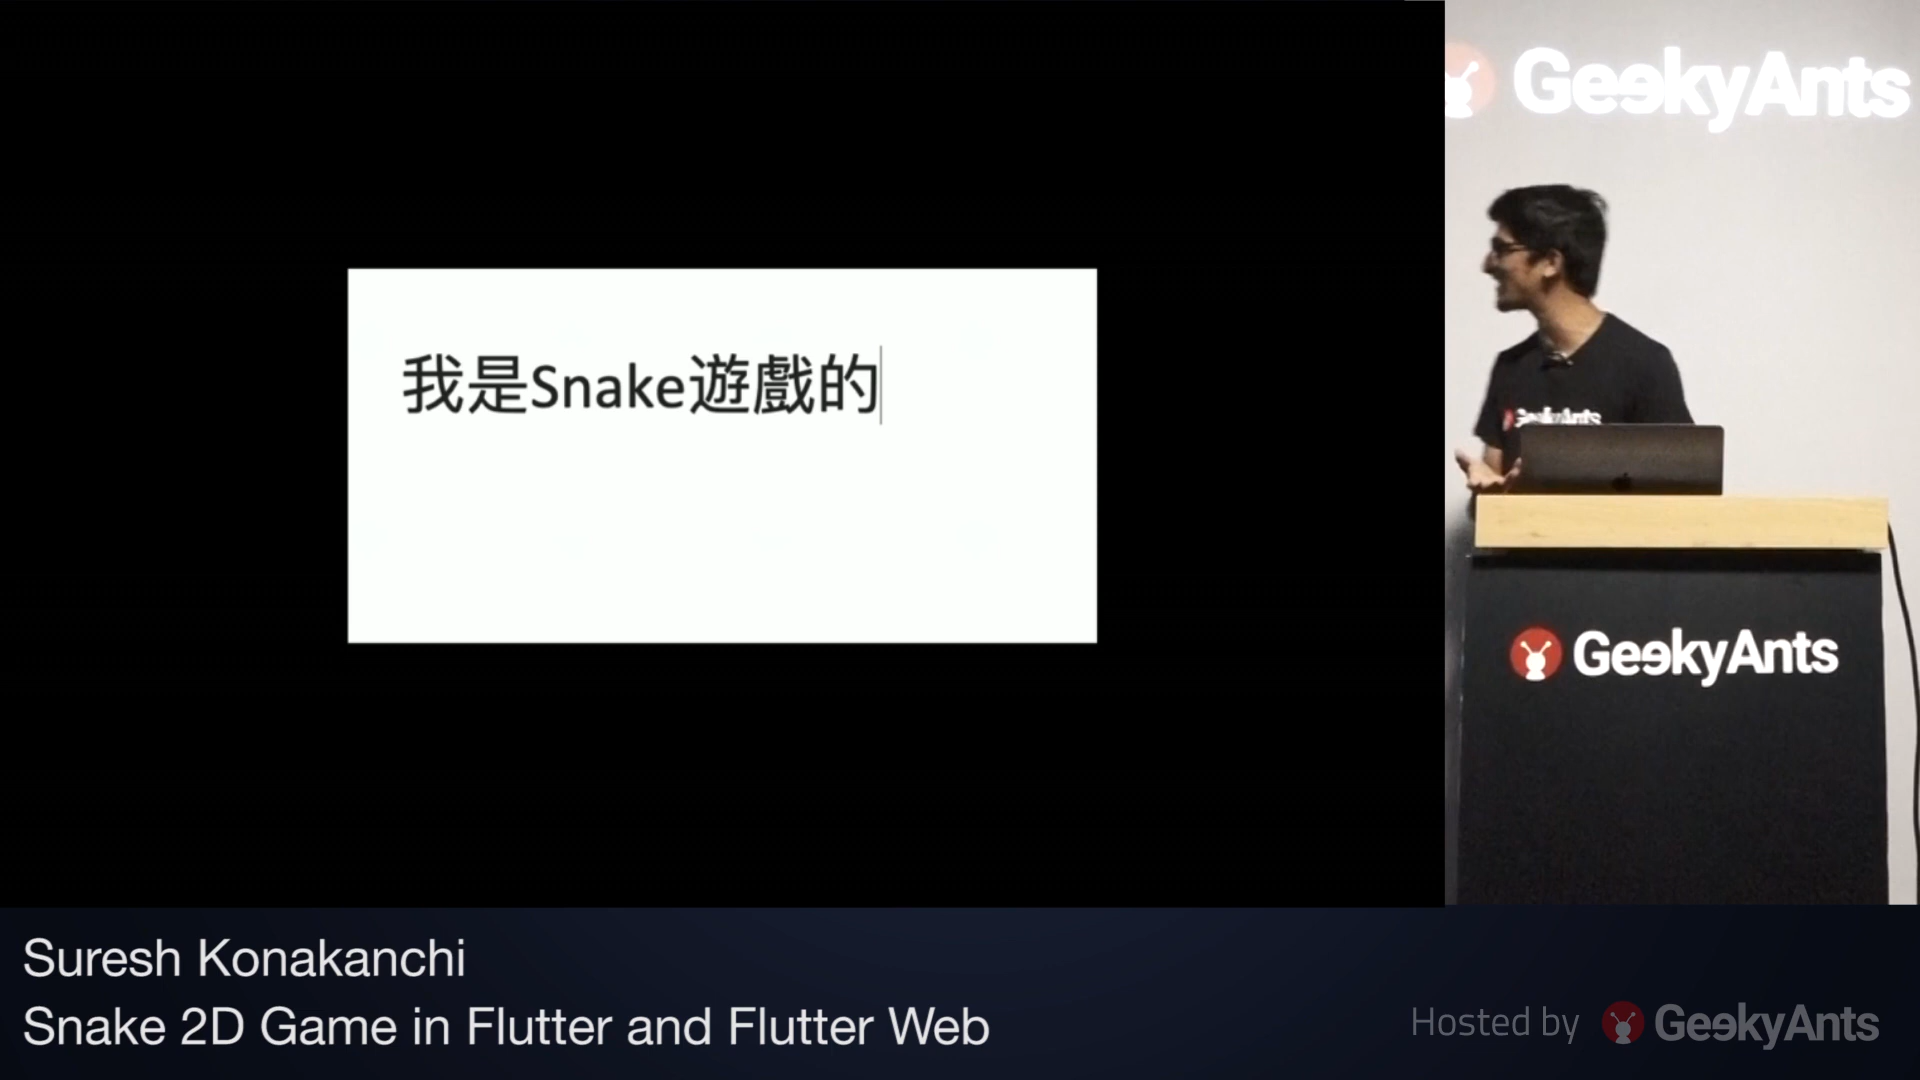 GeekyAnts
我是Snake遊戲的
GeekyAnts
GeekyAnts
Suresh Konakanchi
Snake 2D Game in Flutter and Flutter Web
Hosted by GeekyAnts